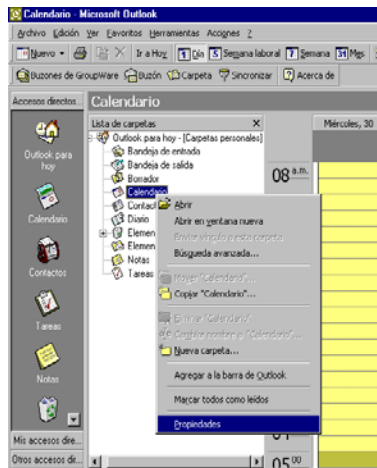 Calendario - Microsoft Outlook
Archivo Edición Ver Favoritos Herramientas Acciones ?
Nuevo Ir a Hoy 1 Día 5 Semana laboral 7 Semana 31 Mes
Buzones de GroupWare Buzón Carpeta Sincronizar Acerca de
Accesos directos...
Calendario
Lista de carpetas X
Miércoles, 30
Outlook para hoy - [Carpetas personales]
Bandeja de entrada
Bandeja de salida
Borrador
Calendario
Contact
Diario
Elemen
Elemen
Notas
Tareas
Outlook para
hoy
Calendario
Contactos
Tareas
Notas
Mis accesos dire...
Otros accesos di...
08 a.m.
Abrir
Abrir en ventana nueva
Enviar vínculo a esta carpeta
Búsqueda avanzada...
Mover "Calendario"...
Copiar "Calendario"...
Eliminar "Calendario"
Cambiar nombre a "Calendario"...
Nueva carpeta...
Agregar a la barra de Outlook
Marcar todos como leídos
Propiedades
05 00